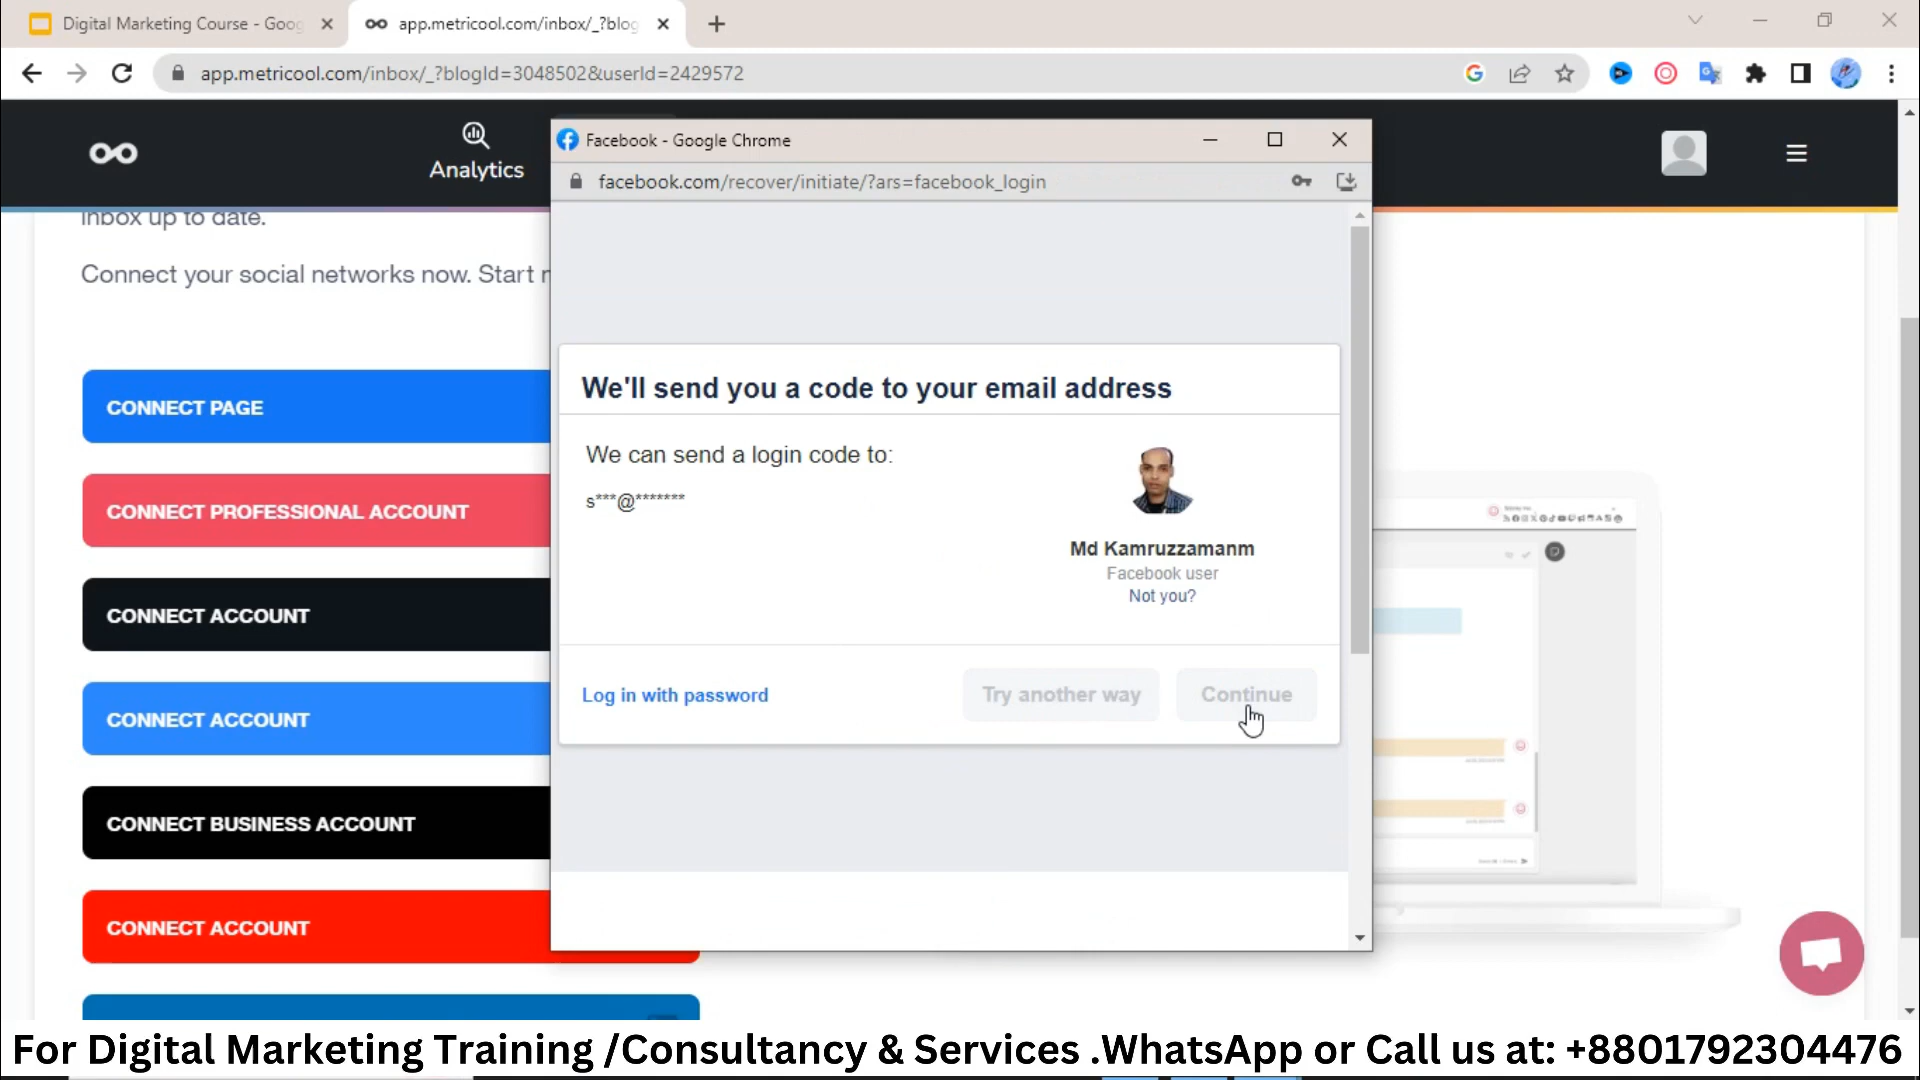 Digital Marketing Course - Goog
app.metricool.com/inbox/_?blog
app.metricool.com/inbox/_?blogId=3048502&userId=2429572
Analytics
Facebook - Google Chrome
facebook.com/recover/initiate/?ars=facebook_login
inbox up to date.
Connect your social networks now. Start
We'll send you a code to your email address
CONNECT PAGE
We can send a login code to:
s***@*******
CONNECT PROFESSIONAL ACCOUNT
Md Kamruzzamanm
Facebook user
Not you?
CONNECT ACCOUNT
Log in with password
Try another way
Continue
CONNECT ACCOUNT
CONNECT BUSINESS ACCOUNT
CONNECT ACCOUNT
For Digital Marketing Training /Consultancy & Services .WhatsApp or Call us at: +8801792304476